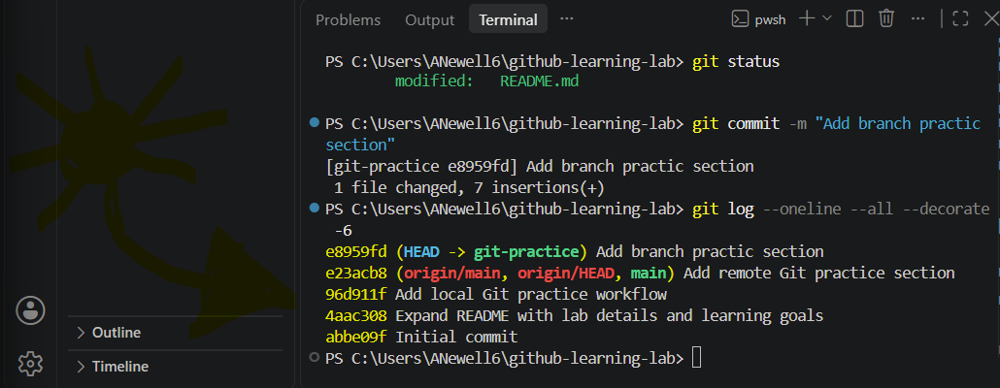 Problems Output Terminal ··· pwsh
PS C:\Users\ANewell6\github-learning-lab> git status
modified: README.md
PS C:\Users\ANewell6\github-learning-lab> git commit -m "Add branch practic
section"
[git-practice e8959fd] Add branch practic section
1 file changed, 7 insertions(+)
PS C:\Users\ANewell6\github-learning-lab> git log --oneline --all --decorate
-6
e8959fd (HEAD -> git-practice) Add branch practic section
e23acb8 (origin/main, origin/HEAD, main) Add remote Git practice section
96d911f Add local Git practice workflow
4aac308 Expand README with lab details and learning goals
abbe09f Initial commit
PS C:\Users\ANewell6\github-learning-lab>
Outline
Timeline